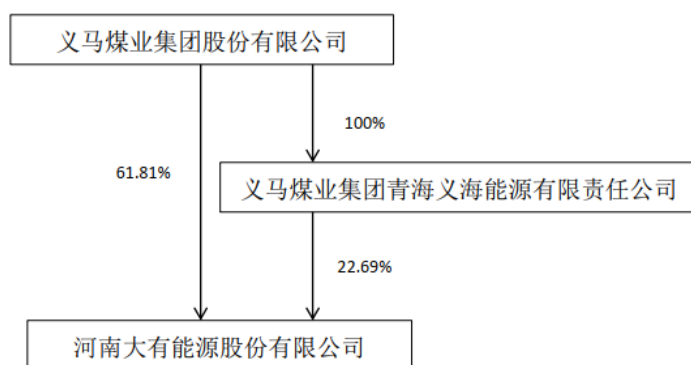 义马煤业集团股份有限公司
100%
61.81%
义马煤业集团青海义海能源有限责任公司
22.69%
河南大有能源股份有限公司